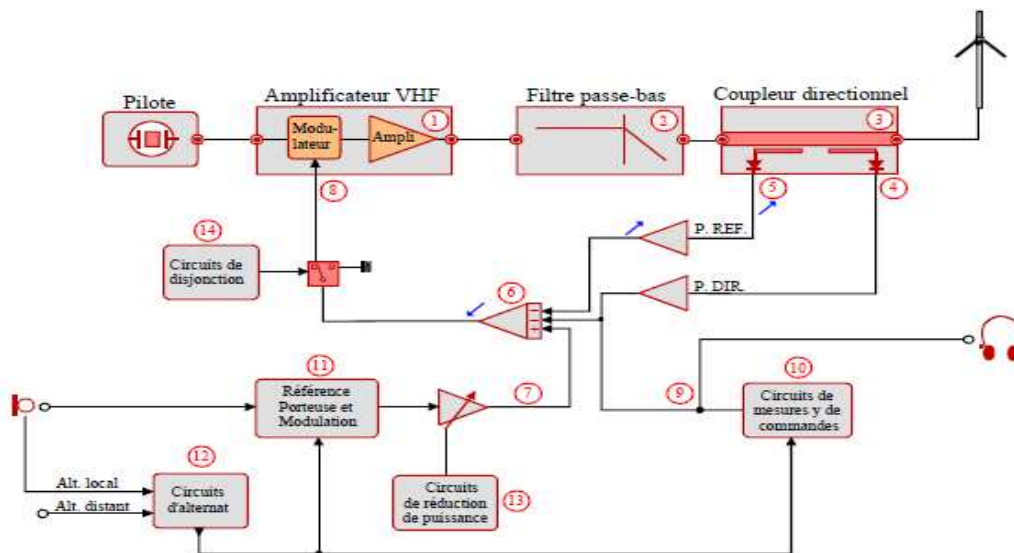 Pilote
Amplificateur VHF
Filtre passe-bas
Coupleur directionnel
1
2
3
Modu-
lateur
Ampli
8
5
4
14
P. REF.
Circuits de
disjonction
P. DIR.
6
11
10
Référence
Porteuse et
Modulation
7
9
Circuits de
mesures y de
commandes
12
Alt. local
Alt. distant
Circuits
d'alternat
Circuits
de réduction
de puissance
13